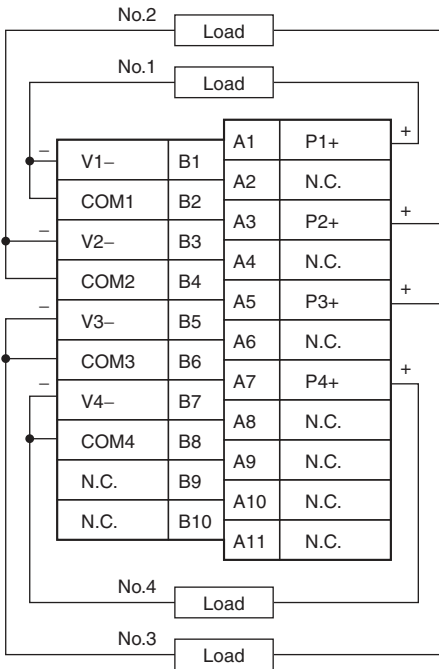 No.2
Load
No.1
Load
+
A1 P1+
− V1− B1
A2 N.C.
COM1 B2
+
A3 P2+
− V2− B3
A4 N.C.
COM2 B4
+
A5 P3+
− V3− B5
A6 N.C.
COM3 B6
+
A7 P4+
− V4− B7
A8 N.C.
COM4 B8
A9 N.C.
N.C. B9
A10 N.C.
N.C. B10
A11 N.C.
No.4
Load
No.3
Load